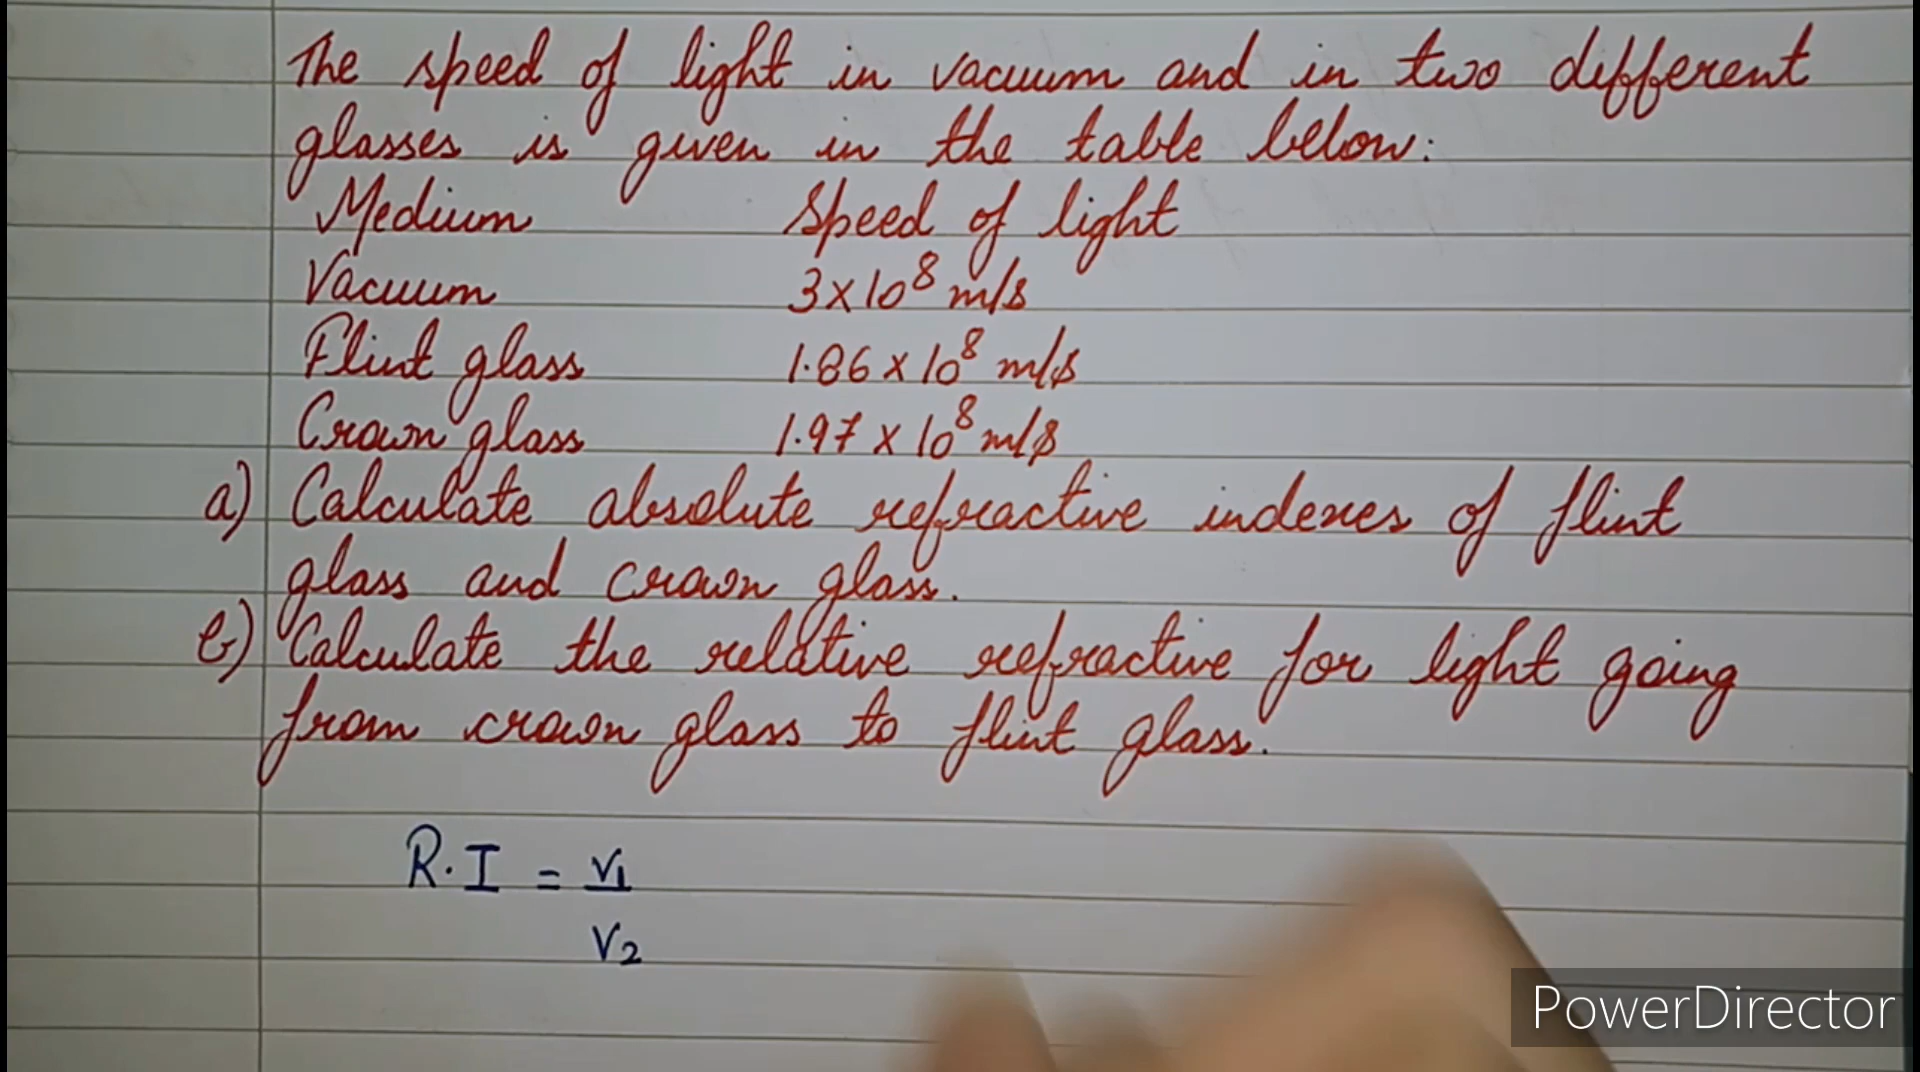 The speed of light in vacuum and in two different
glasses is given in the table below:
Medium Speed of light
Vacuum 3x10⁸ m/s
Flint glass 1.86 x 10⁸ m/s
Crown glass 1.97 x 10⁸ m/s
a) Calculate absolute refractive indexes of flint
glass and crown glass.
b) Calculate the relative refractive for light going
from crown glass to flint glass.
R.I = V1
V2
PowerDirector